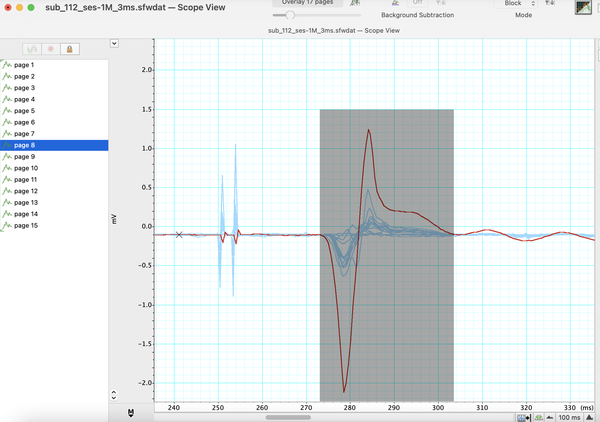 sub_112_ses-1M_3ms.sfwdat — Scope View
Overlay 17 pages
Background Subtraction
Off
Block
Mode
sub_112_ses-1M_3ms.sfwdat — Scope View
page 1
page 2
page 3
page 4
page 5
page 6
page 7
page 8
page 9
page 10
page 11
page 12
page 13
page 14
page 15
mV
2.0
1.5
1.0
0.5
0.0
−0.5
−1.0
−1.5
−2.0
240 250 260 270 280 290 300 310 320 330 (ms)
100 ms